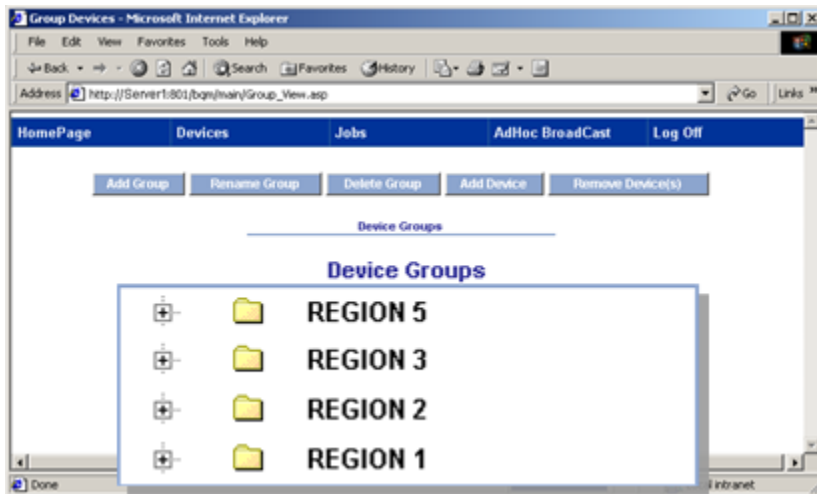 Group Devices - Microsoft Internet Explorer
File Edit View Favorites Tools Help
Back Search Favorites History
Address http://Server1:801/bqm/main/Group_View.asp Go Links »
HomePage Devices Jobs AdHoc BroadCast Log Off
Add Group Rename Group Delete Group Add Device Remove Device(s)
Device Groups
Device Groups
REGION 5
REGION 3
REGION 2
REGION 1
Done intranet